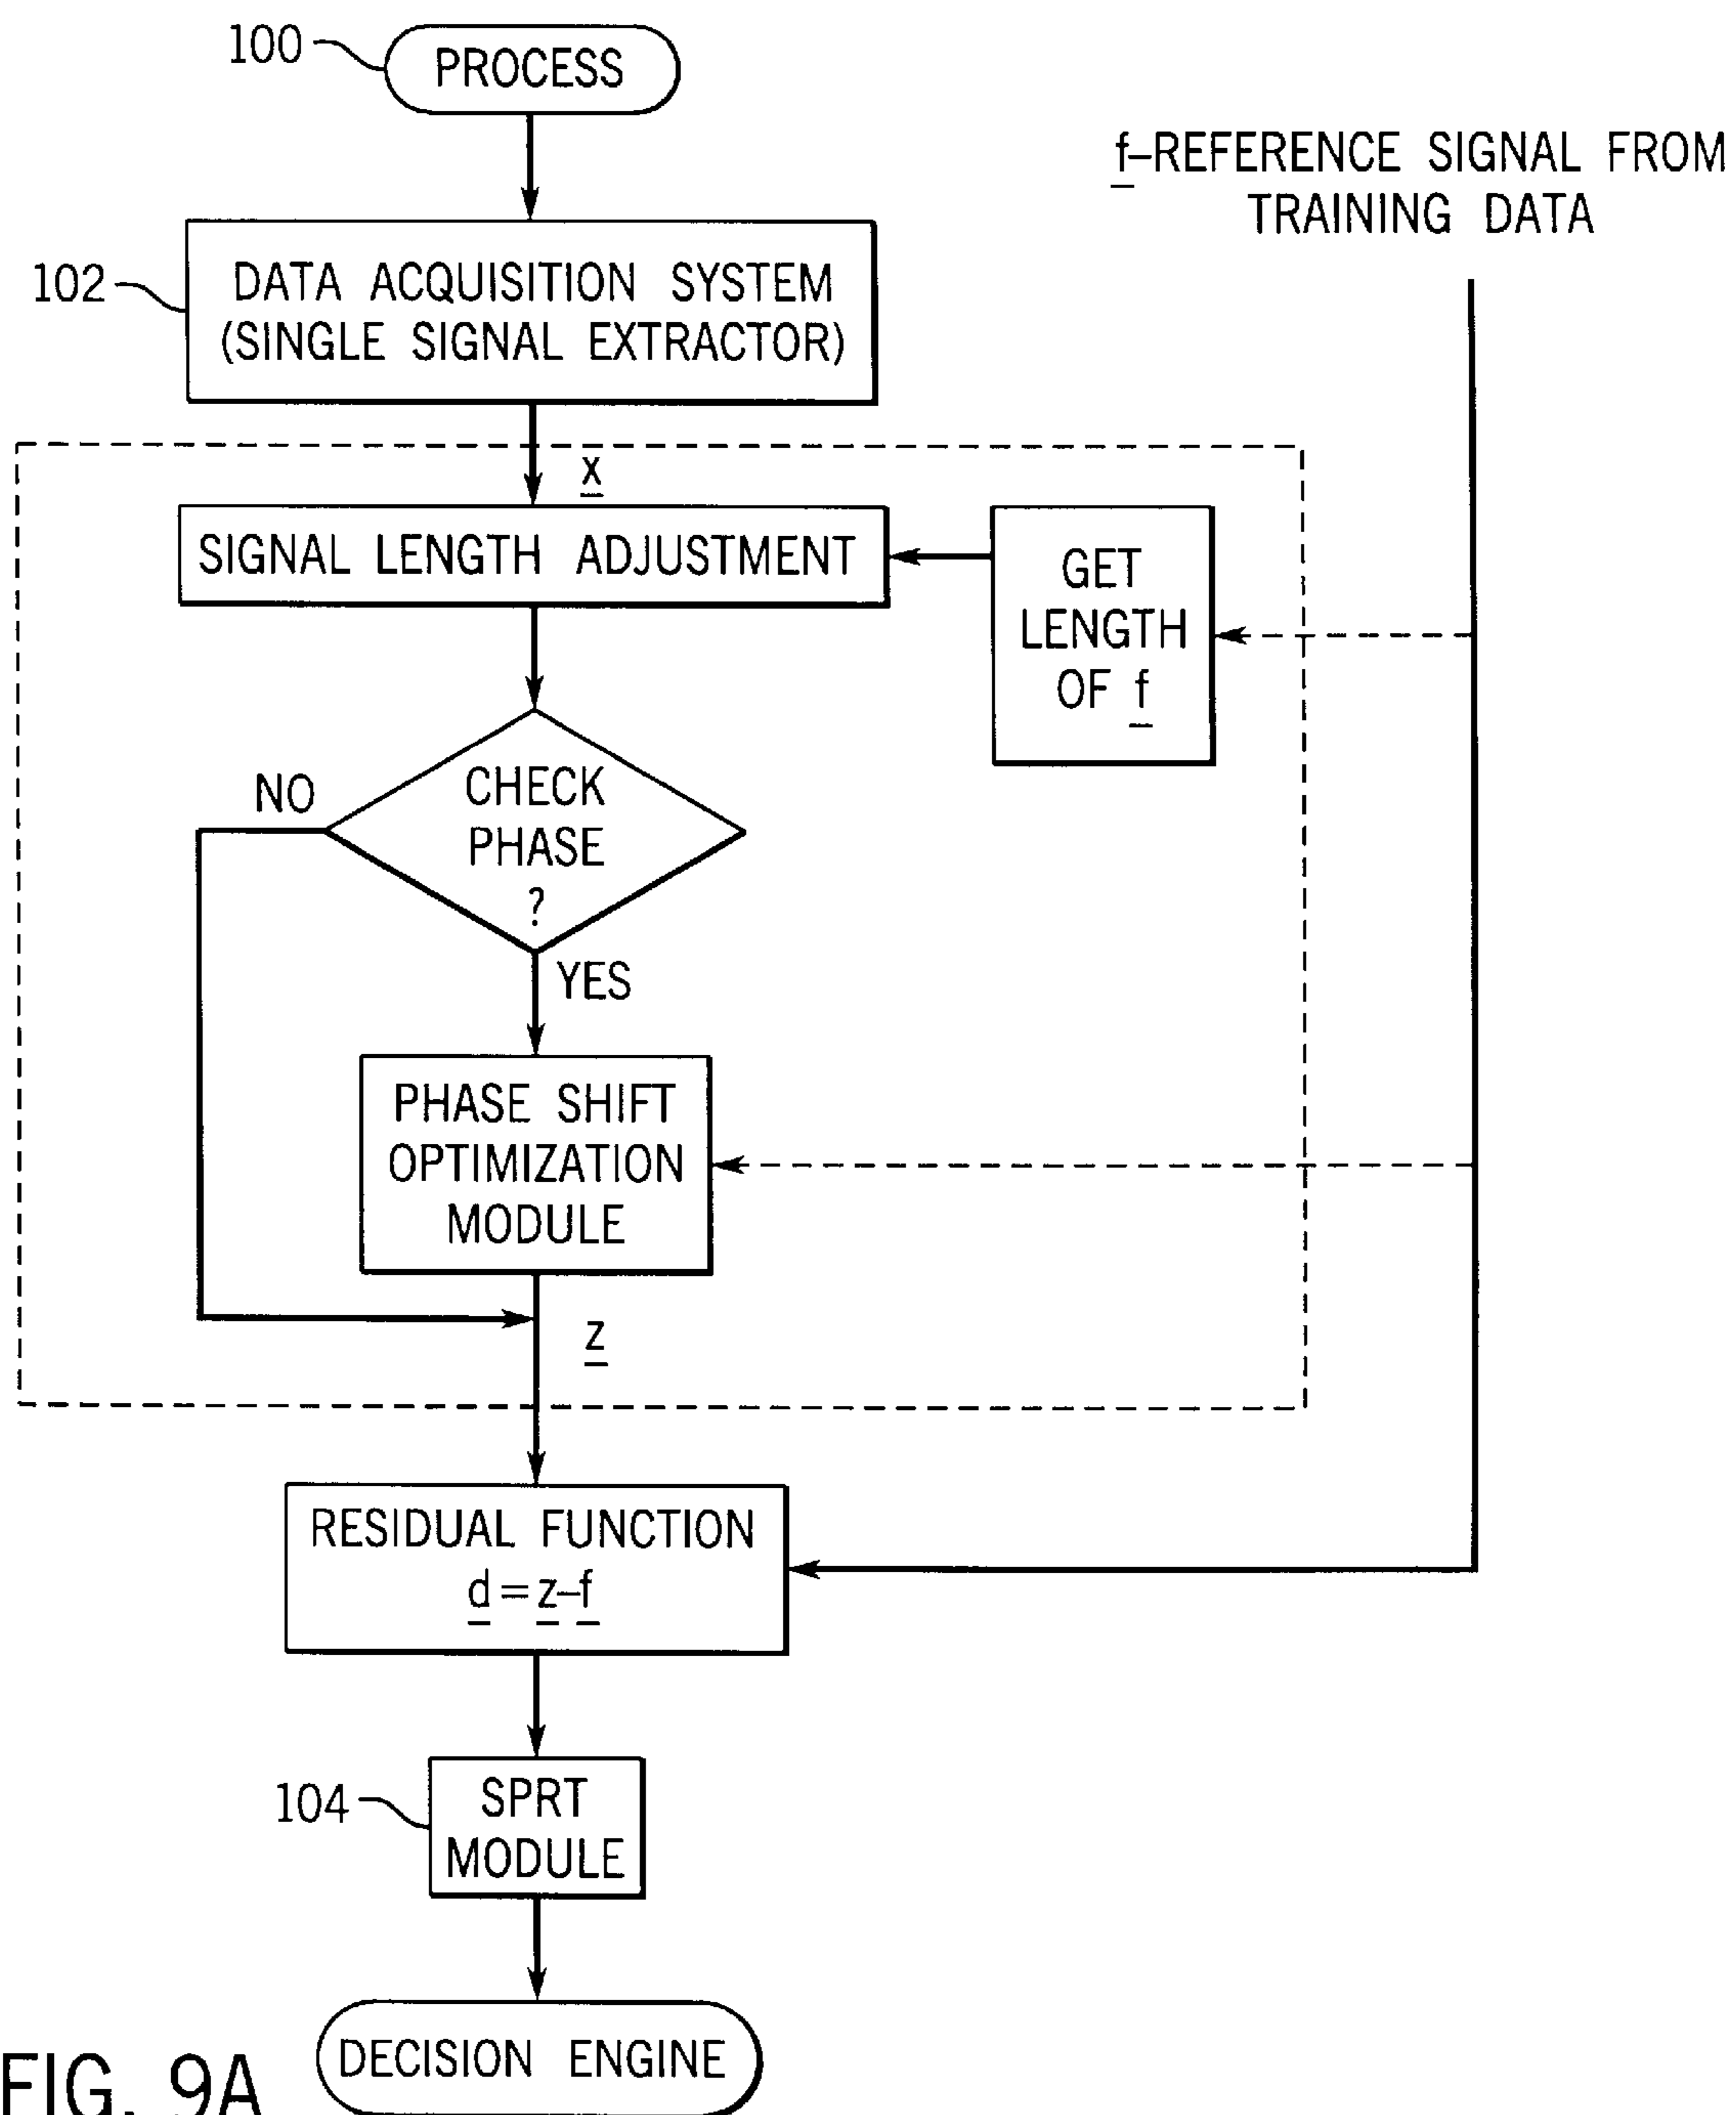 100
PROCESS
f–REFERENCE SIGNAL FROM
TRAINING DATA
102
DATA ACQUISITION SYSTEM
(SINGLE SIGNAL EXTRACTOR)
x
SIGNAL LENGTH ADJUSTMENT
GET
LENGTH
OF f
NO
CHECK
PHASE
?
YES
PHASE SHIFT
OPTIMIZATION
MODULE
z
RESIDUAL FUNCTION
d=z–f
104
SPRT
MODULE
DECISION ENGINE
FIG. 9A